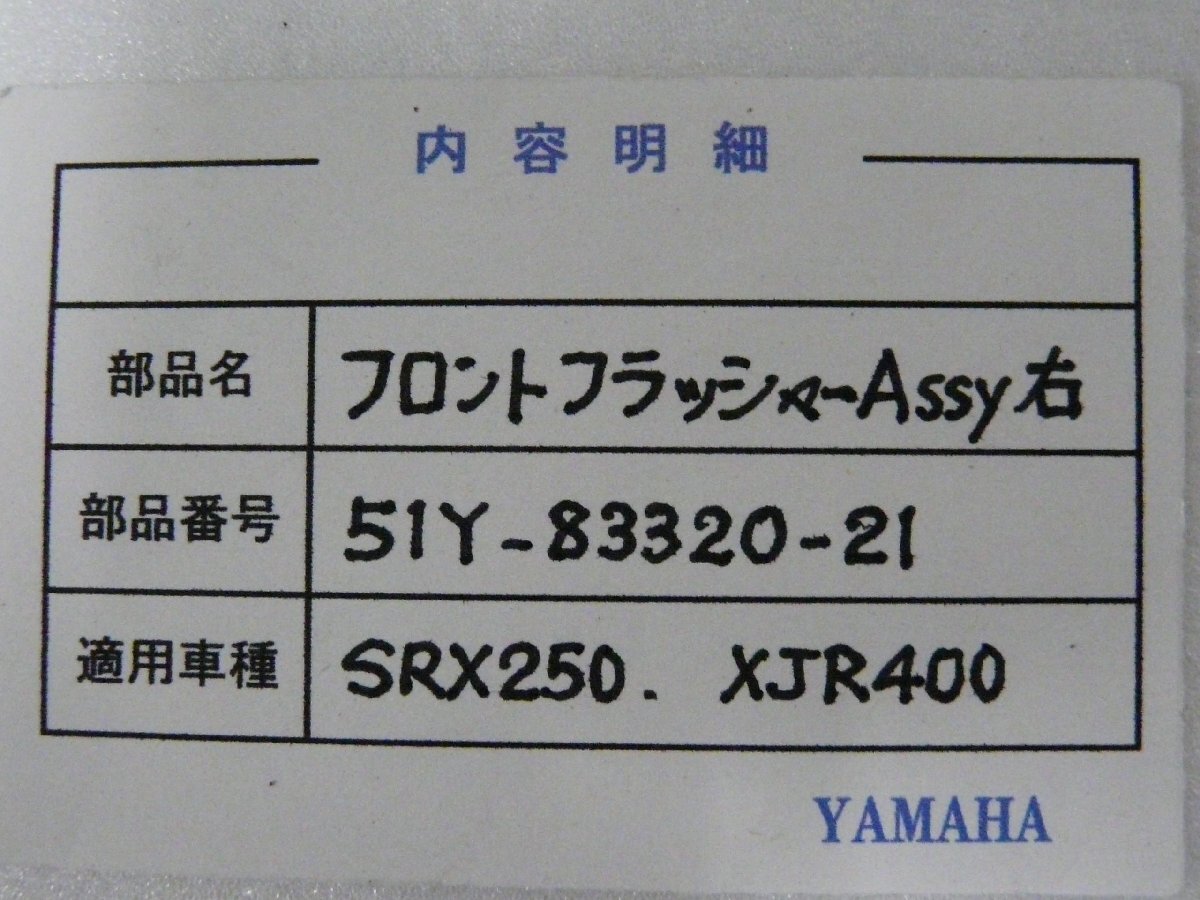 内容明細
部品名 フロントフラッシャーAssy右
部品番号 51Y-83320-21
適用車種 SRX250. XJR400
YAMAHA